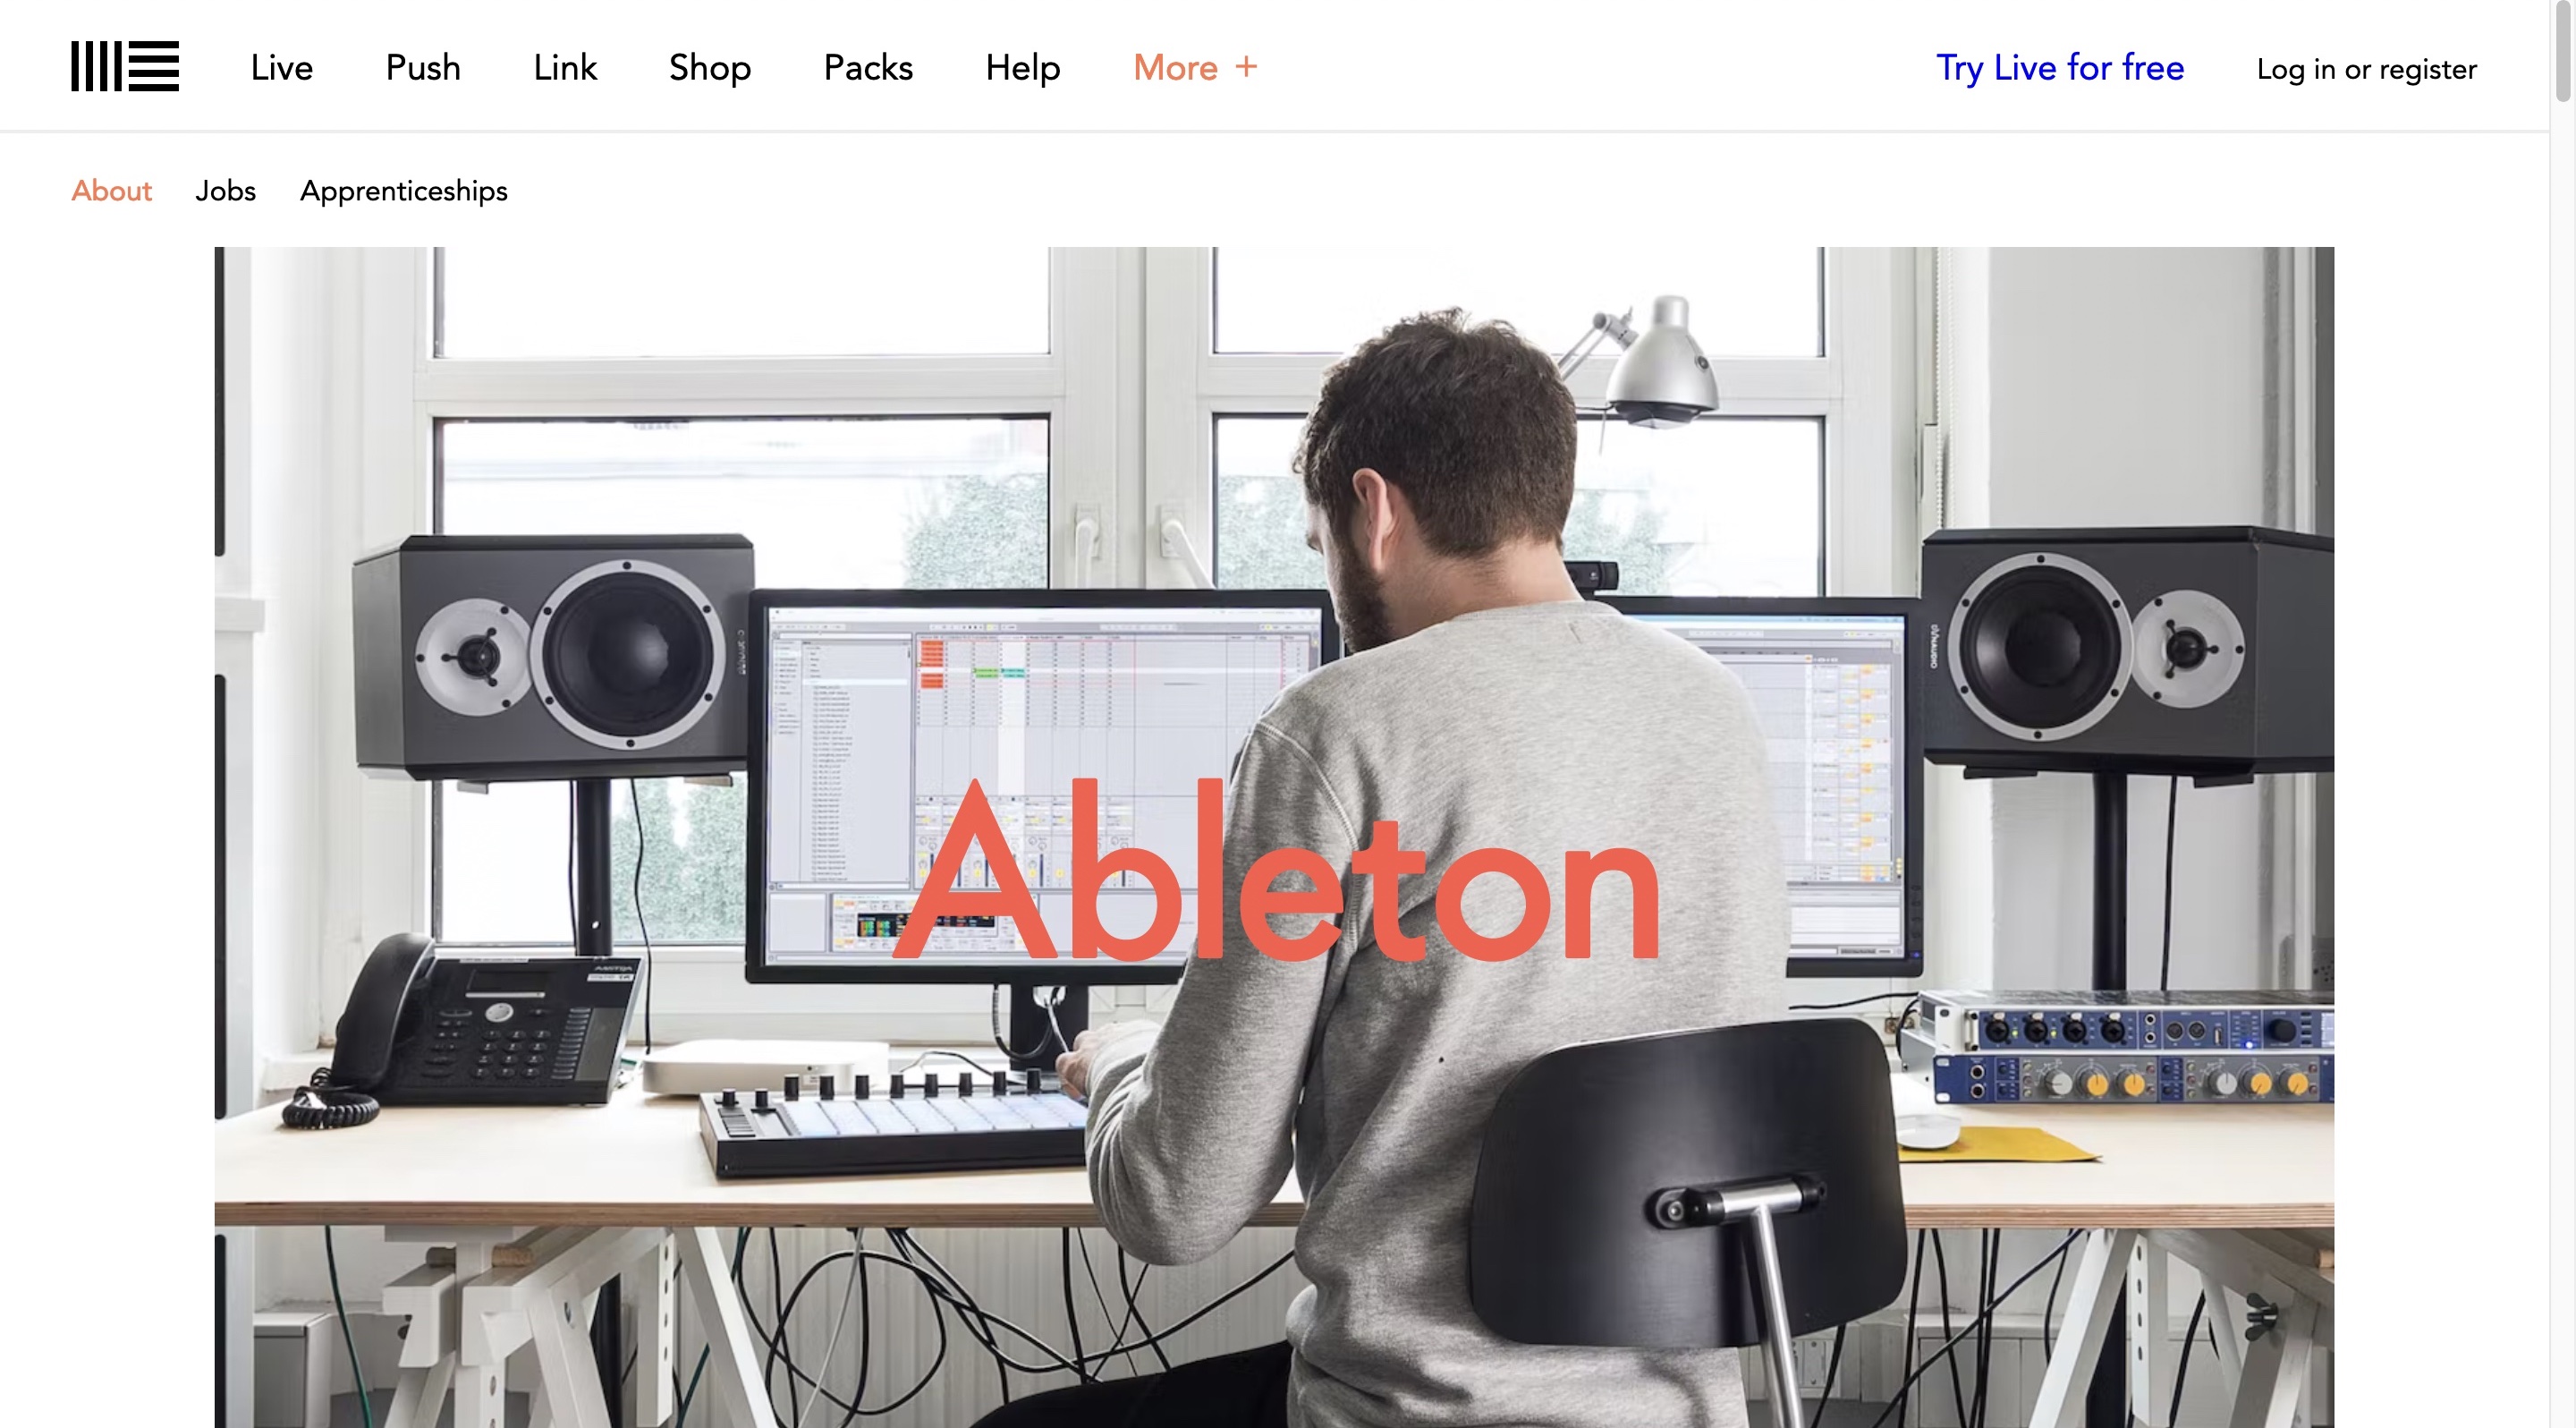 Live Push Link Shop Packs Help More + Try Live for free Log in or register
About Jobs Apprenticeships
Ableton